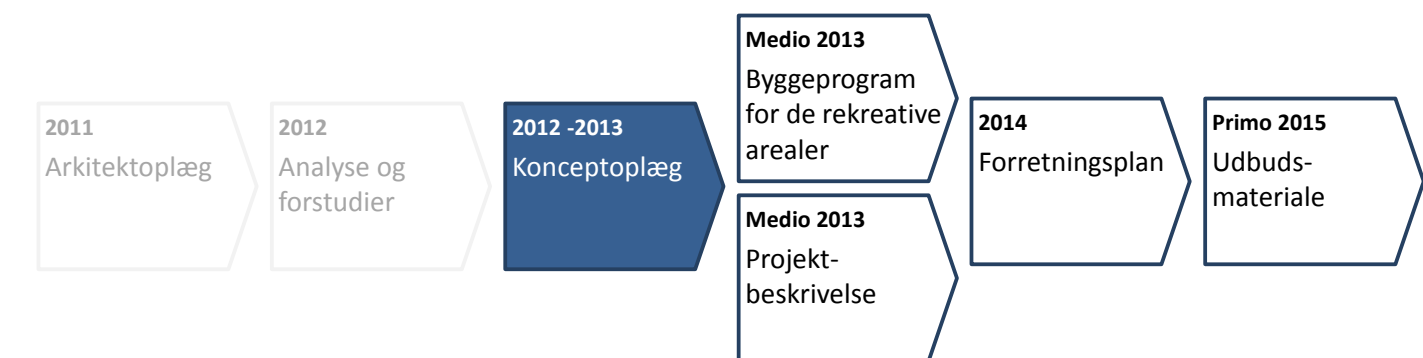 2011
Arkitektoplæg
2012
Analyse og
forstudier
2012 -2013
Konceptoplæg
Medio 2013
Byggeprogram
for de rekreative
arealer
Medio 2013
Projekt-
beskrivelse
2014
Forretningsplan
Primo 2015
Udbuds-
materiale